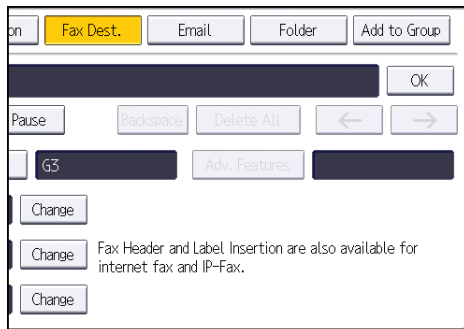 on Fax Dest. Email Folder Add to Group
OK
Pause Backspace Delete All ← →
G3 Adv. Features
Change
Change Fax Header and Label Insertion are also available for
internet fax and IP-Fax.
Change